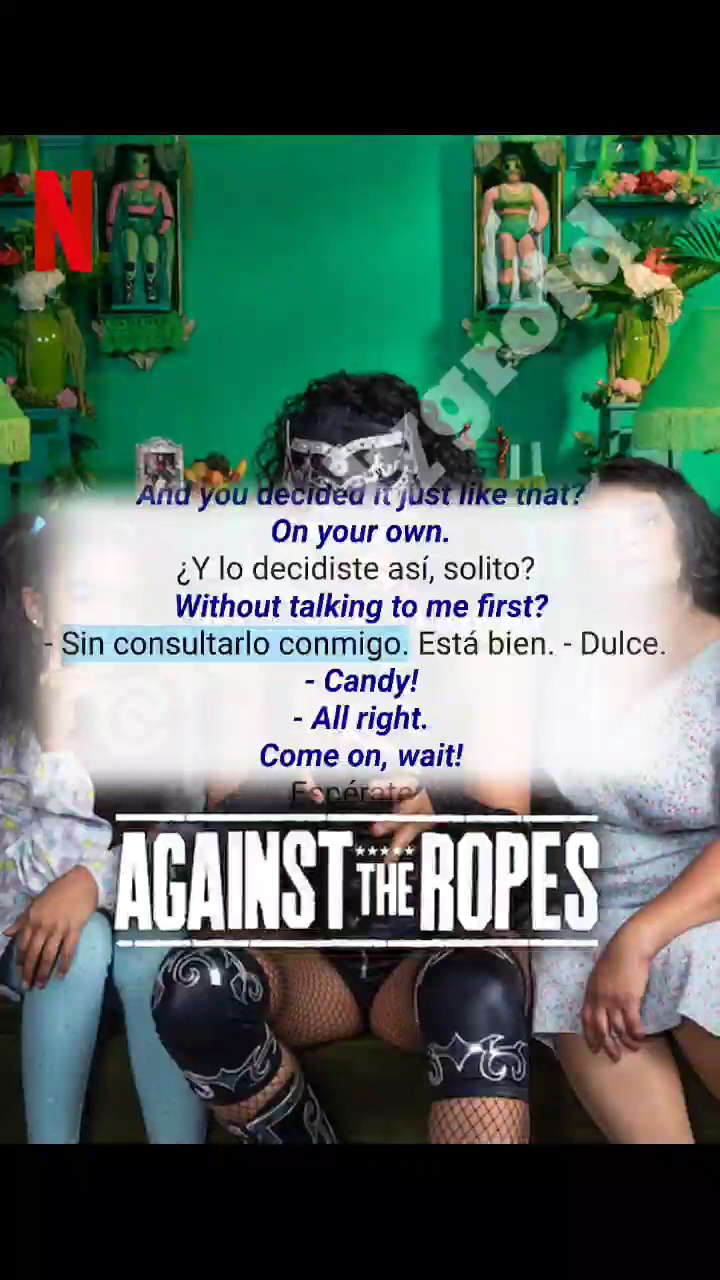 N
And you decided it just like that?
On your own.
¿Y lo decidiste así, solito?
Without talking to me first?
- Sin consultarlo conmigo. Está bien. - Dulce.
- Candy!
- All right.
Come on, wait!
Espérate
AGAINST THE ROPES